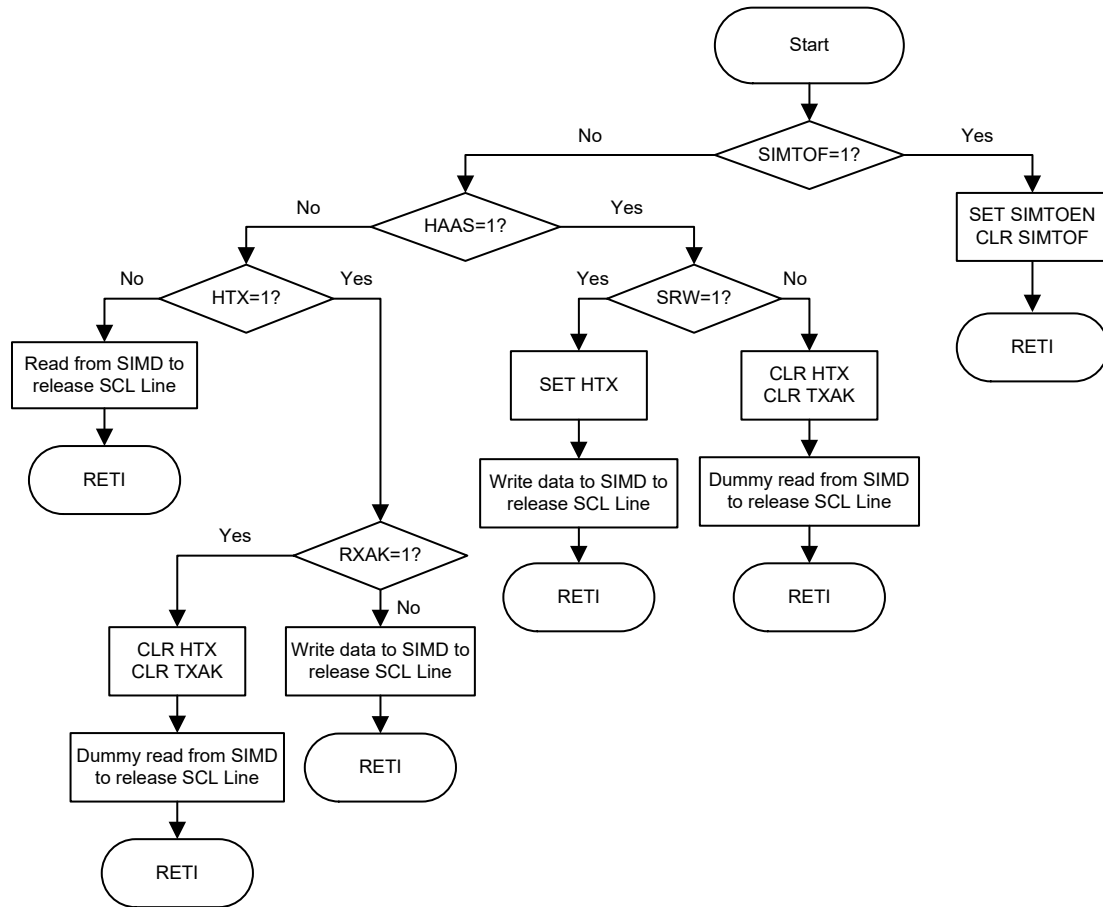 Start
No
Yes
SIMTOF=1?
No
Yes
HAAS=1?
SET SIMTOEN
CLR SIMTOF
No
Yes
HTX=1?
Yes
No
SRW=1?
RETI
Read from SIMD to
release SCL Line
SET HTX
CLR HTX
CLR TXAK
RETI
Write data to SIMD to
release SCL Line
Dummy read from SIMD
to release SCL Line
Yes
RXAK=1?
No
RETI
RETI
CLR HTX
CLR TXAK
Write data to SIMD to
release SCL Line
Dummy read from SIMD
to release SCL Line
RETI
RETI